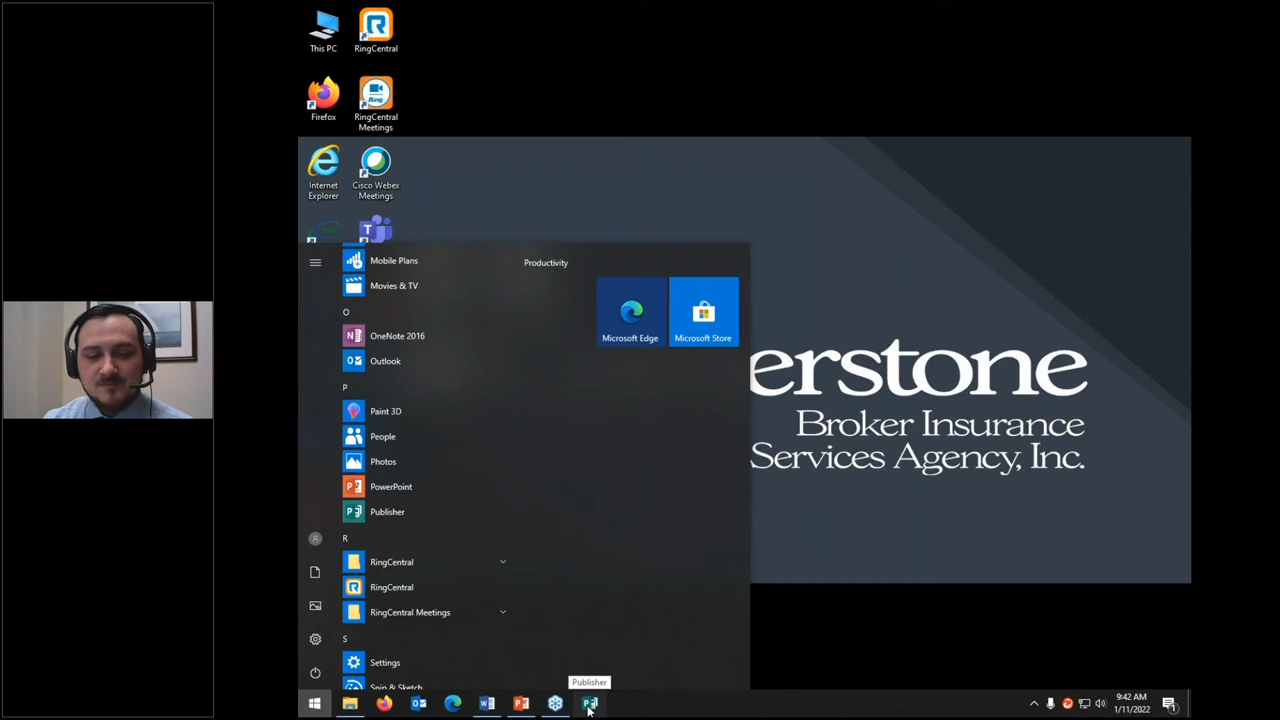 This PC
RingCentral
Firefox
RingCentral
Meetings
Internet
Explorer
Cisco Webex
Meetings
Mobile Plans
Productivity
Movies & TV
O
OneNote 2016
Outlook
Microsoft Edge
Microsoft Store
P
Paint 3D
People
Photos
PowerPoint
Publisher
R
RingCentral
RingCentral
RingCentral Meetings
S
Settings
Snip & Sketch
erstone
Broker Insurance
Services Agency, Inc.
Publisher
9:42 AM
1/11/2022